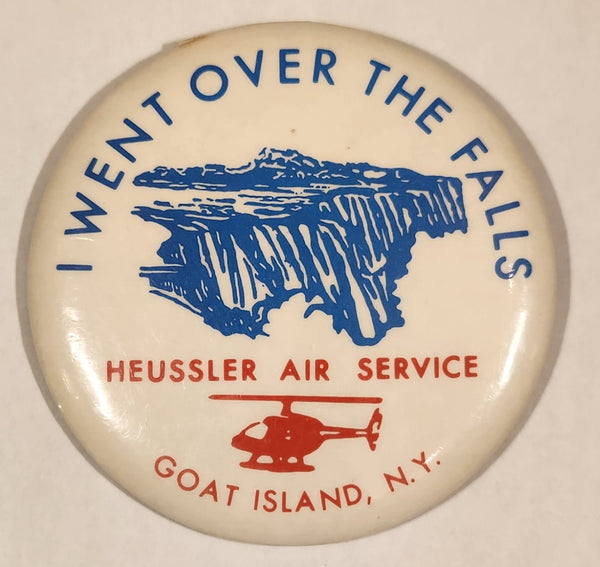 I WENT OVER THE FALLS
HEUSSLER AIR SERVICE
GOAT ISLAND, N.Y.